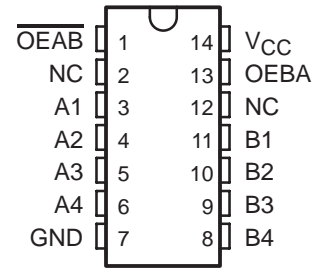 O̅E̅A̅B̅ 1 14 VCC
NC 2 13 OEBA
A1 3 12 NC
A2 4 11 B1
A3 5 10 B2
A4 6 9 B3
GND 7 8 B4